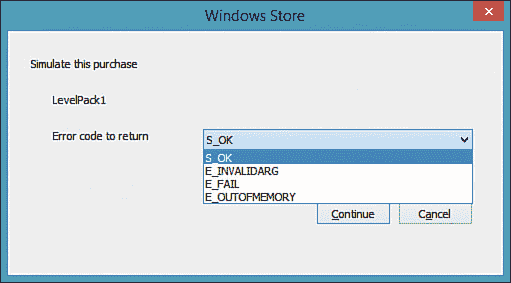 Windows Store
Simulate this purchase
LevelPack1
Error code to return
S_OK
S_OK
E_INVALIDARG
E_FAIL
E_OUTOFMEMORY
Continue
Cancel